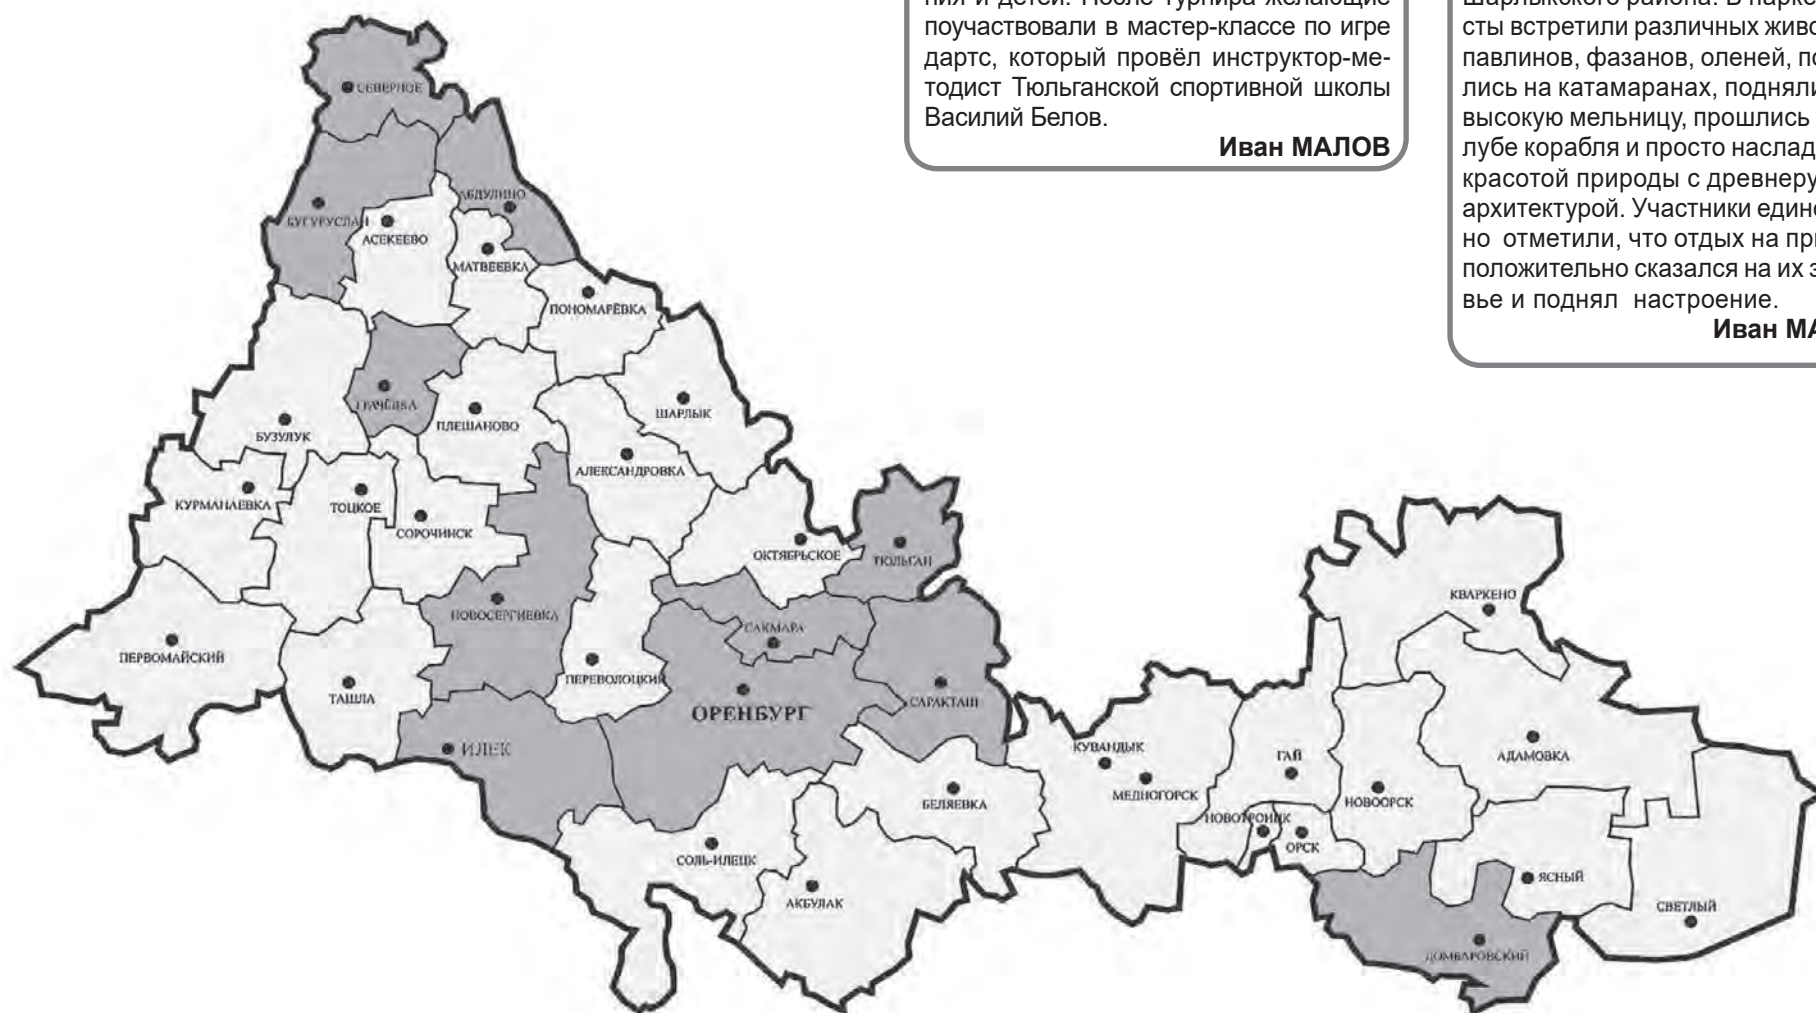 ния и детей. После турнира желающие
поучаствовали в мастер-классе по игре
дартс, который провёл инструктор-ме-
тодист Тюльганской спортивной школы
Василий Белов.
Иван МАЛОВ
Шарлыкского района. В парке
сты встретили различных живо
павлинов, фазанов, оленей, по
лись на катамаранах, подняли
высокую мельницу, прошлись
лубе корабля и просто наслад
красотой природы с древнеру
архитектурой. Участники едино
но отметили, что отдых на при
положительно сказался на их з
вье и поднял настроение.
Иван МА
СЕВЕРНОЕ
АБДУЛИНО
БУГУРУСЛАН
АСЕКЕЕВО
МАТВЕЕВКА
ПОНОМАРЁВКА
ГРАЧЁВКА
ПЛЕШАНОВО
ШАРЛЫК
БУЗУЛУК
АЛЕКСАНДРОВКА
КУРМАНАЕВКА
ТОЦКОЕ
СОРОЧИНСК
ОКТЯБРЬСКОЕ
ТЮЛЬГАН
КВАРКЕНО
НОВОСЕРГИЕВКА
САКМАРА
ПЕРВОМАЙСКИЙ
ПЕРЕВОЛОЦКИЙ
ТАШЛА
САРАКТАШ
ОРЕНБУРГ
ИЛЕК
КУВАНДЫК
ГАЙ
АДАМОВКА
МЕДНОГОРСК
БЕЛЯЕВКА
НОВООРСК
НОВОТРОИЦК
ОРСК
СОЛЬ-ИЛЕЦК
ЯСНЫЙ
АКБУЛАК
СВЕТЛЫЙ
ДОМБАРОВСКИЙ